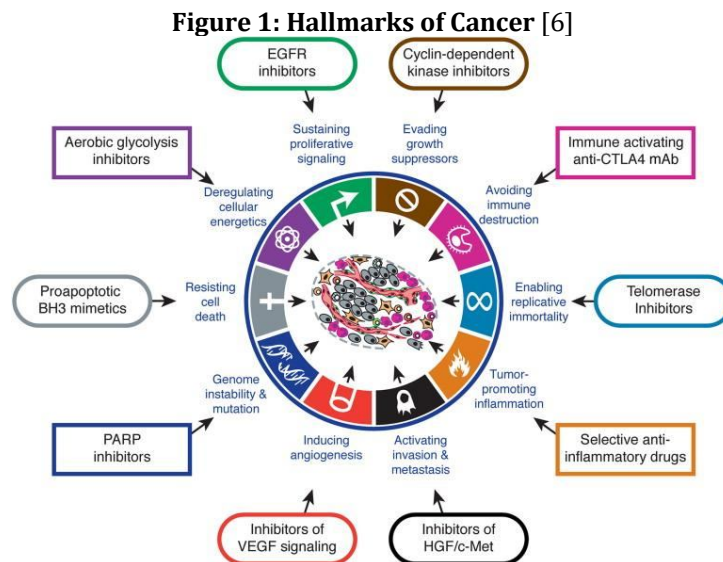 Figure 1: Hallmarks of Cancer [6]
EGFR
inhibitors
Cyclin-dependent
kinase inhibitors
Sustaining
proliferative
signaling
Evading
growth
suppressors
Aerobic glycolysis
inhibitors
Immune activating
anti-CTLA4 mAb
Deregulating
cellular
energetics
Avoiding
immune
destruction
Proapoptotic
BH3 mimetics
Resisting
cell
death
Enabling
replicative
immortality
Telomerase
Inhibitors
Genome
instability &
mutation
Tumor-
promoting
inflammation
PARP
inhibitors
Inducing
angiogenesis
Activating
invasion &
metastasis
Selective anti-
inflammatory drugs
Inhibitors of
VEGF signaling
Inhibitors of
HGF/c-Met